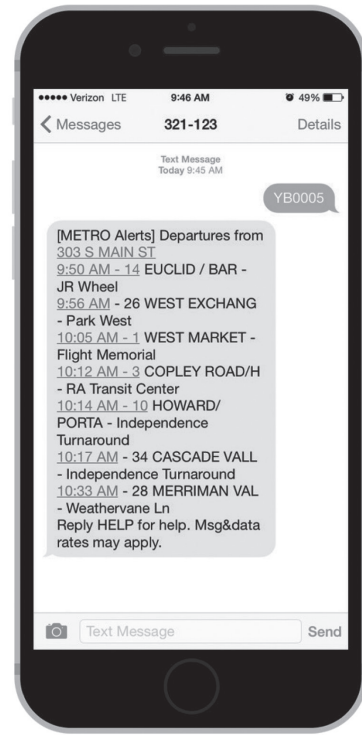 Verizon LTE 9:46 AM 49%
Messages 321-123 Details
Text Message
Today 9:45 AM
YB0005
[METRO Alerts] Departures from
303 S MAIN ST
9:50 AM - 14 EUCLID / BAR -
JR Wheel
9:56 AM - 26 WEST EXCHANG
- Park West
10:05 AM - 1 WEST MARKET -
Flight Memorial
10:12 AM - 3 COPLEY ROAD/H
- RA Transit Center
10:14 AM - 10 HOWARD/
PORTA - Independence
Turnaround
10:17 AM - 34 CASCADE VALL
- Independence Turnaround
10:33 AM - 28 MERRIMAN VAL
- Weathervane Ln
Reply HELP for help. Msg&data
rates may apply.
Text Message Send